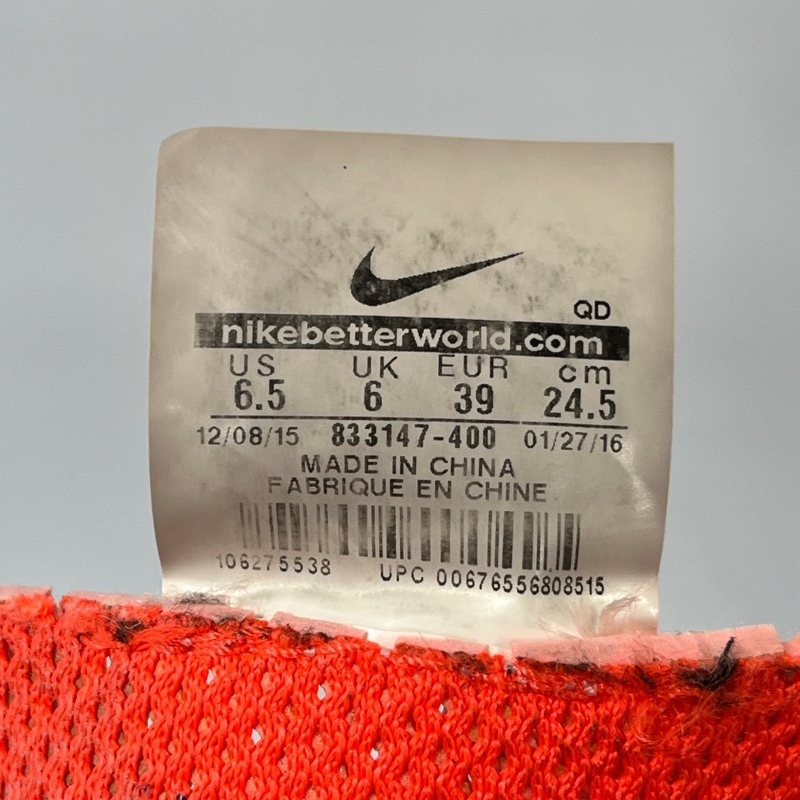 QD
nikebetterworld.com
US UK EUR cm
6.5 6 39 24.5
12/08/15 833147-400 01/27/16
MADE IN CHINA
FABRIQUE EN CHINE
106275538 UPC 00676556808515